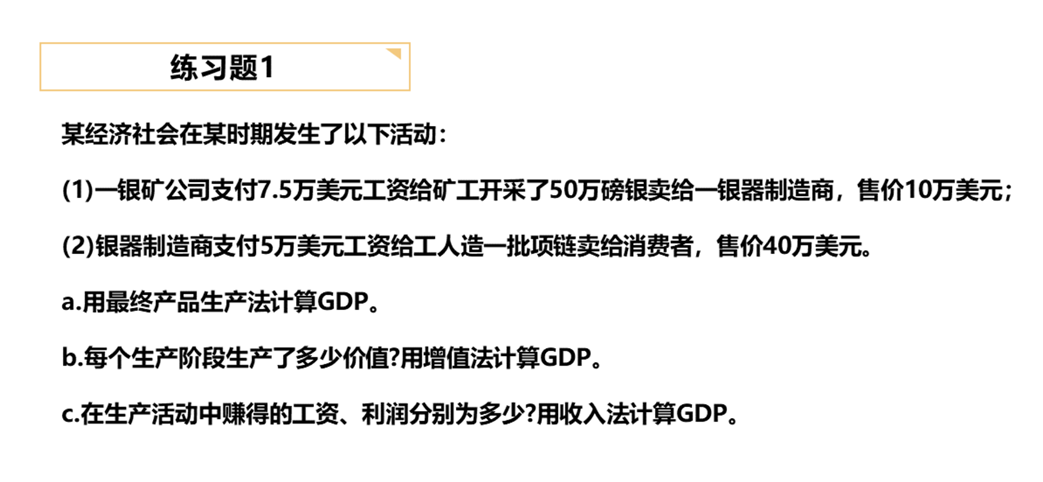 练习题1
某经济社会在某时期发生了以下活动：
(1)一银矿公司支付7.5万美元工资给矿工开采了50万磅银卖给一银器制造商，售价10万美元；
(2)银器制造商支付5万美元工资给工人造一批项链卖给消费者，售价40万美元。
a.用最终产品生产法计算GDP。
b.每个生产阶段生产了多少价值?用增值法计算GDP。
c.在生产活动中赚得的工资、利润分别为多少?用收入法计算GDP。